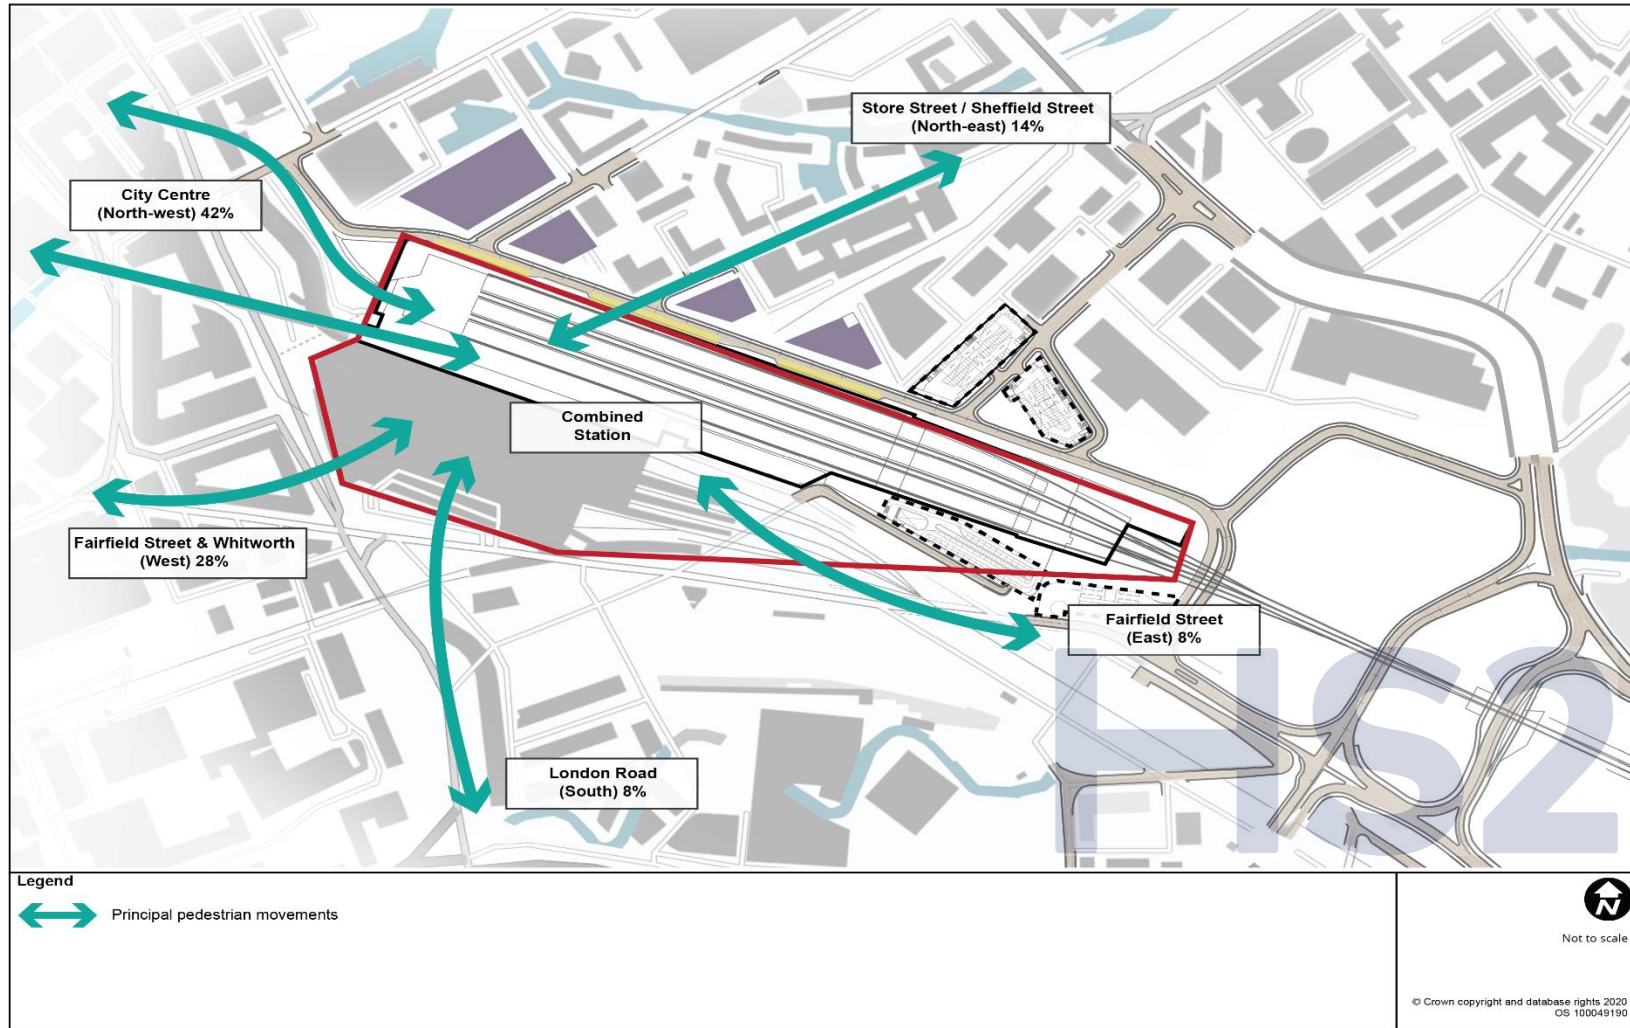 Store Street / Sheffield Street
(North-east) 14%
City Centre
(North-west) 42%
Combined
Station
Fairfield Street & Whitworth
(West) 28%
Fairfield Street
(East) 8%
London Road
(South) 8%
HS2
Legend
Principal pedestrian movements
N
Not to scale
© Crown copyright and database rights 2020
OS 100049190